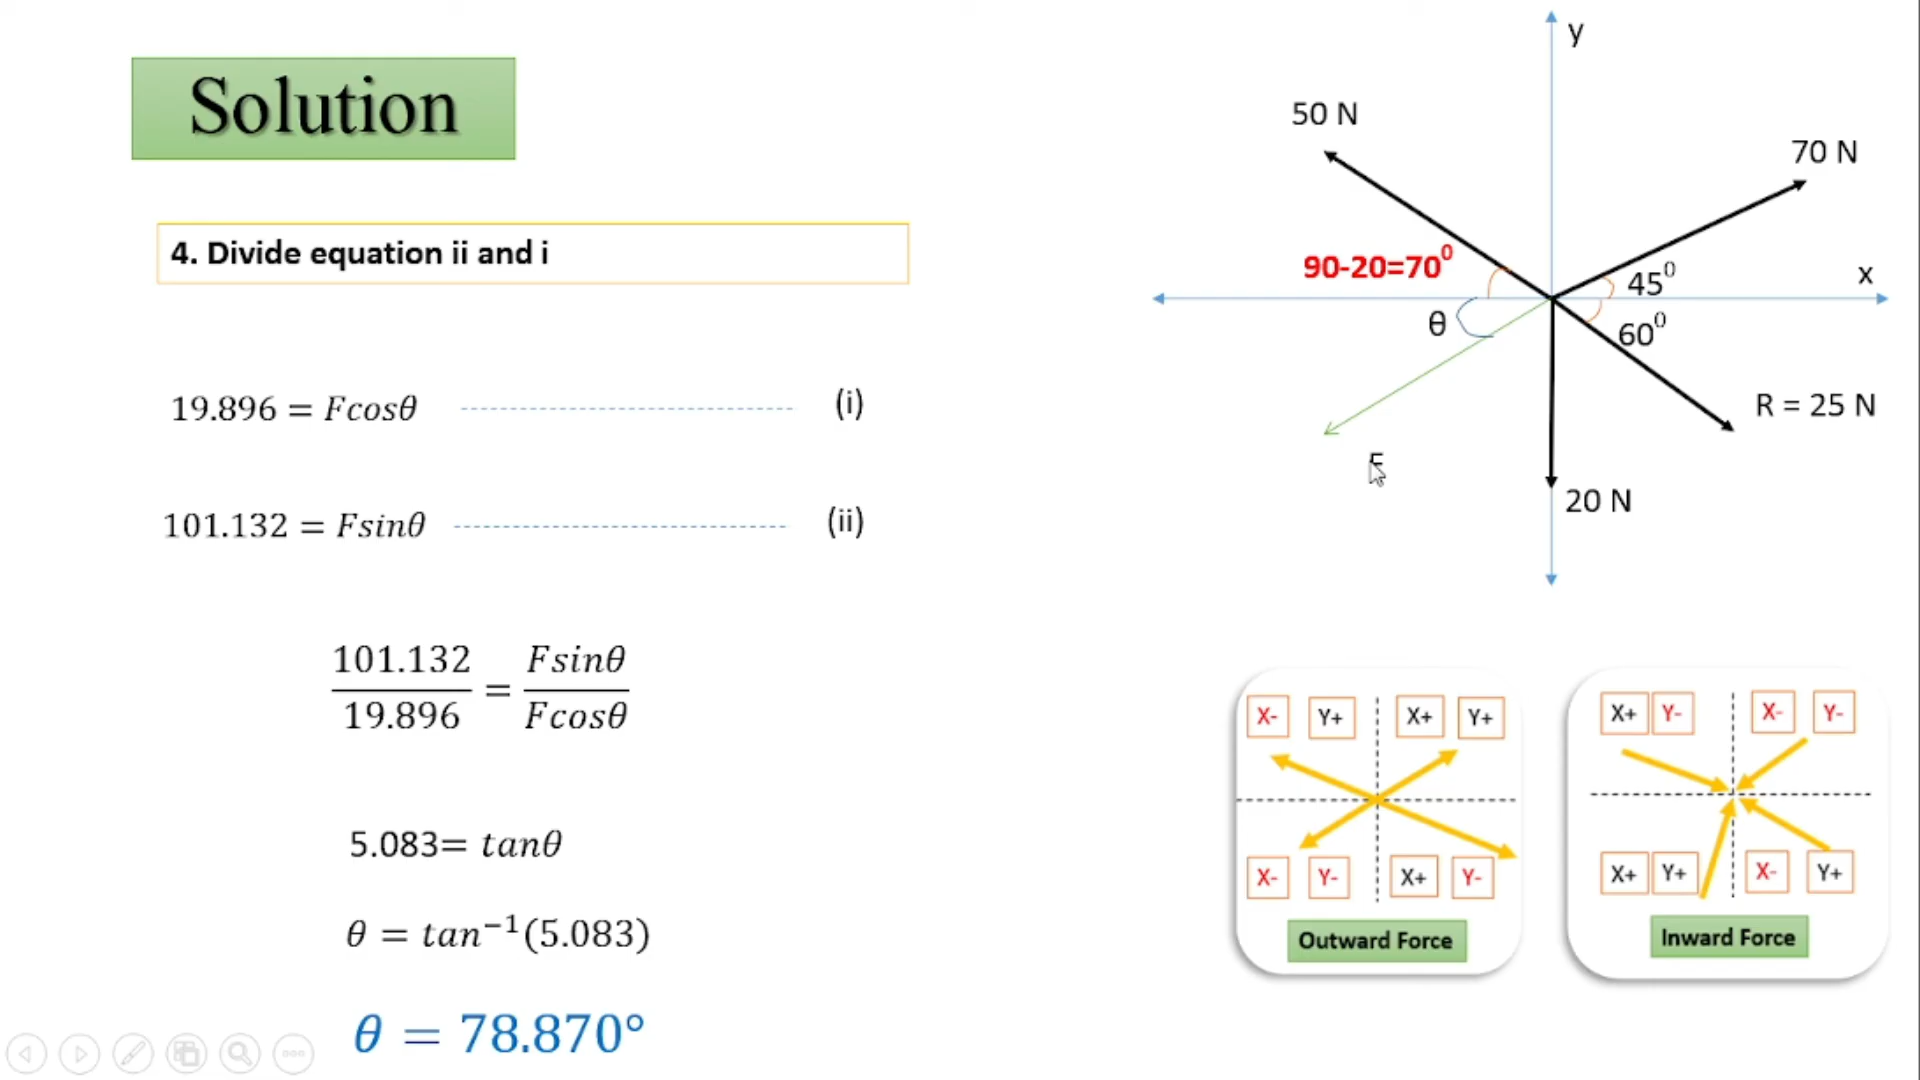 Solution
4. Divide equation ii and i
19.896 = Fcosθ (i)
101.132 = Fsinθ (ii)
101.132 / 19.896 = Fsinθ / Fcosθ
5.083= tanθ
θ = tan⁻¹(5.083)
θ = 78.870°
y
50 N
70 N
90-20=70⁰
45⁰
x
θ
60⁰
R = 25 N
20 N
X- Y+ X+ Y+
X- Y- X+ Y-
Outward Force
X+ Y- X- Y-
X+ Y+ X- Y+
Inward Force